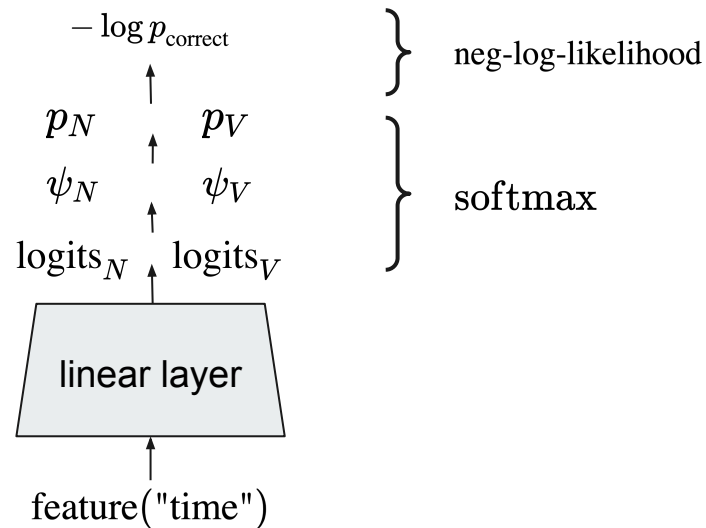 − log p_correct
neg-log-likelihood
p_N p_V
ψ_N ψ_V
softmax
logits_N logits_V
linear layer
feature("time")